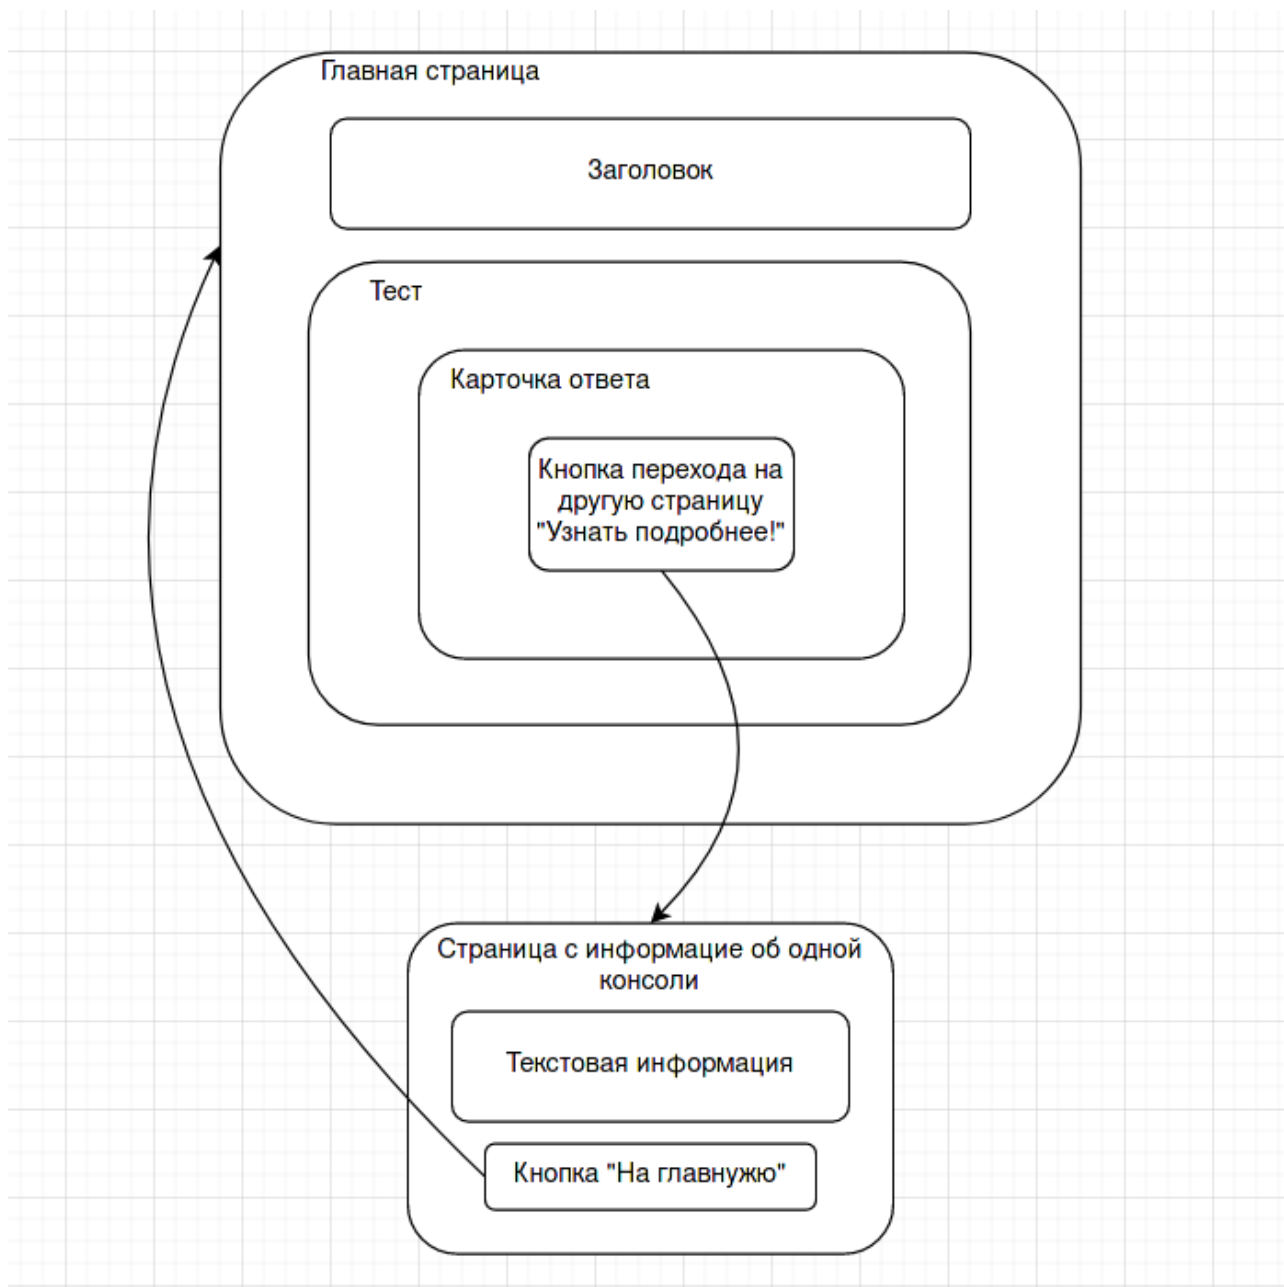 Главная страница
Заголовок
Тест
Карточка ответа
Кнопка перехода на
другую страницу
"Узнать подробнее!"
Страница с информацие об одной
консоли
Текстовая информация
Кнопка "На главнужю"